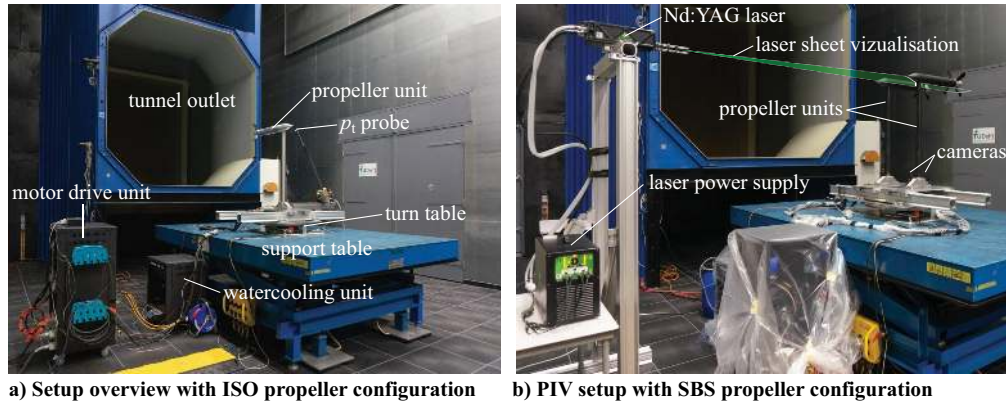 tunnel outlet
propeller unit
pt probe
motor drive unit
turn table
support table
watercooling unit
Nd:YAG laser
laser sheet vizualisation
propeller units
cameras
laser power supply
a) Setup overview with ISO propeller configuration
b) PIV setup with SBS propeller configuration